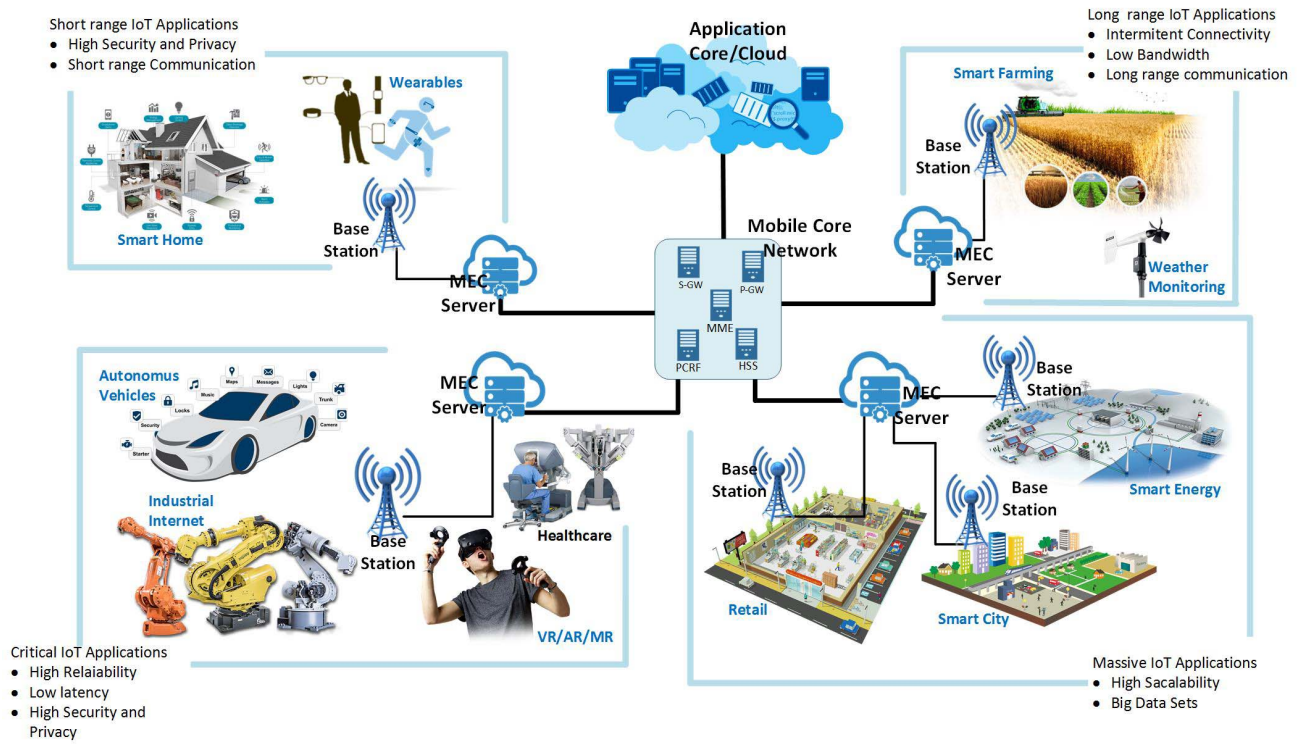 Short range IoT Applications
● High Security and Privacy
● Short range Communication
Wearables
Smart Home
Base
Station
MEC
Server
Application
Core/Cloud
Mobile Core
Network
S-GW
P-GW
MME
PCRF
HSS
Long range IoT Applications
● Intermitent Connectivity
● Low Bandwidth
● Long range communication
Smart Farming
Base
Station
MEC
Server
Weather
Monitoring
Autonomus
Vehicles
Maps
Messages
Lights
Music
Trunk
Locks
Camera
Security
Starter
MEC
Server
Industrial
Internet
Base
Station
Healthcare
VR/AR/MR
Critical IoT Applications
● High Relaiability
● Low latency
● High Security and
Privacy
MEC
Server
Base
Station
Smart Energy
Base
Station
Retail
Base
Station
Smart City
Massive IoT Applications
● High Sacalability
● Big Data Sets